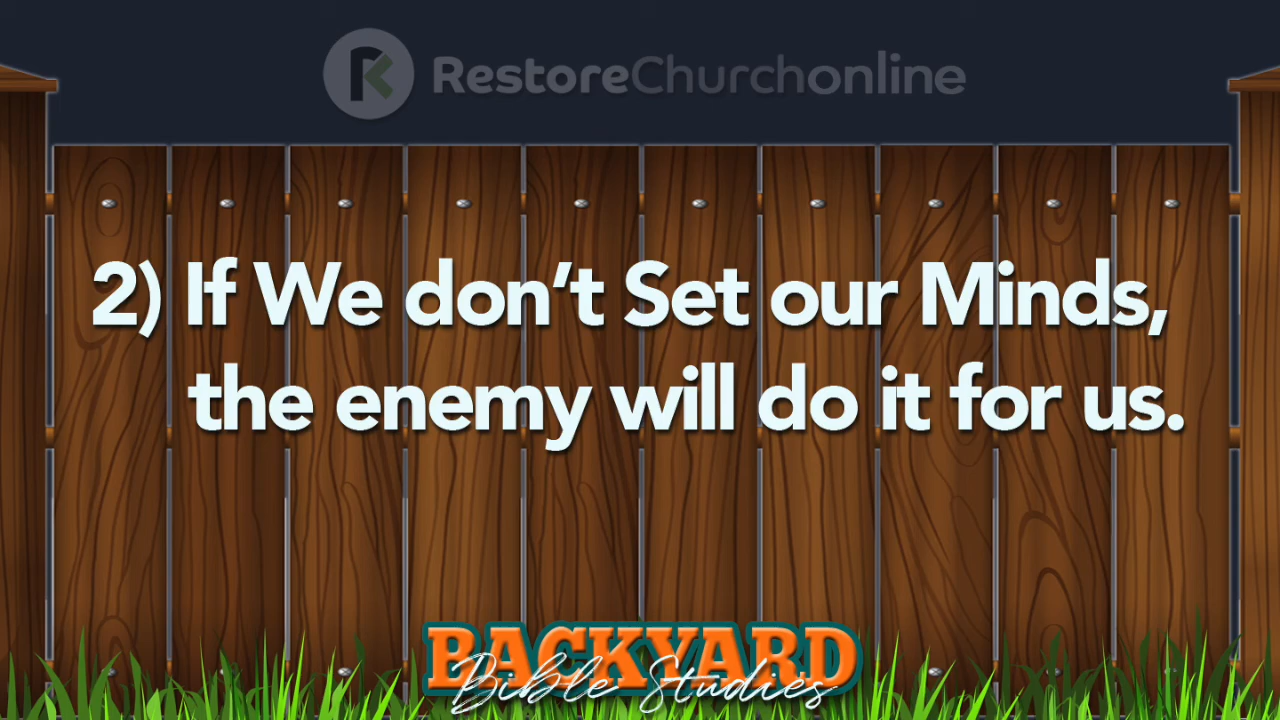 RestoreChurchonline
2) If We don’t Set our Minds,
the enemy will do it for us.
BACKYARD
Bible Studies